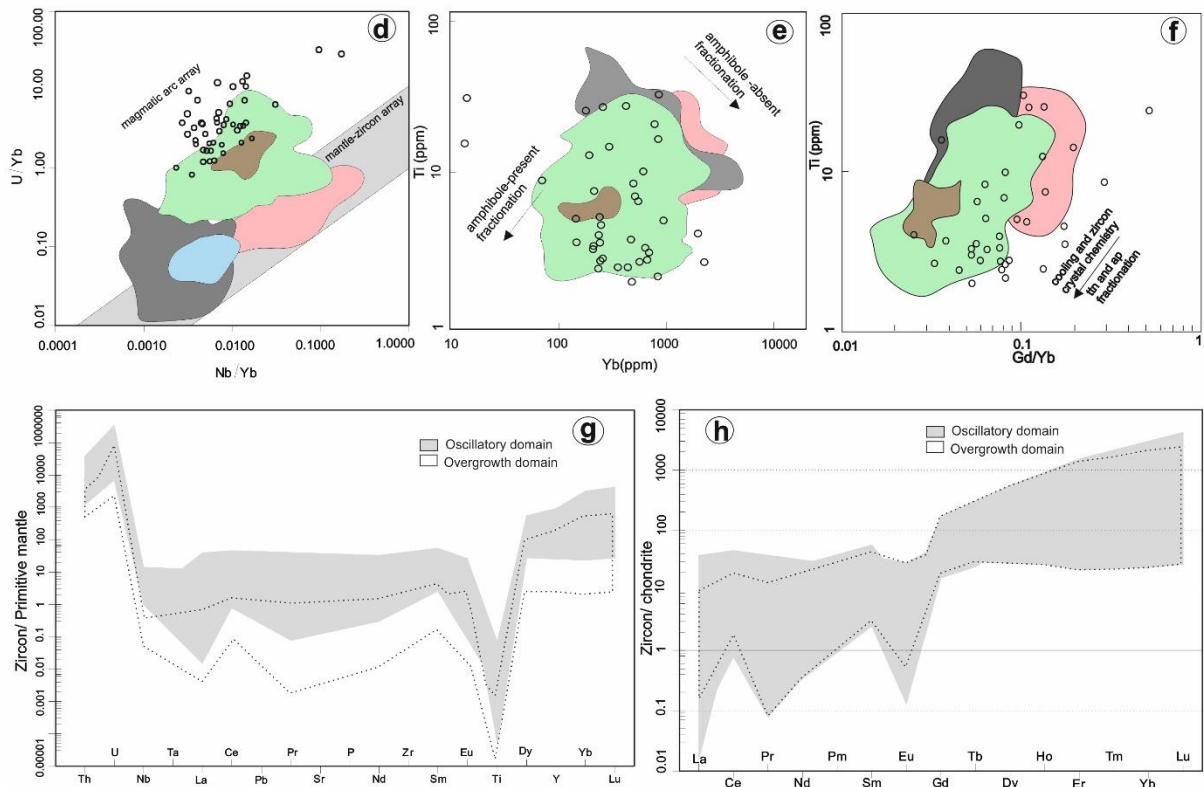 d
U/Yb
100.00
10.00
1.00
0.10
0.01
magmatic arc array
mantle-zircon array
0.0001 0.0010 0.0100 0.1000 1.0000
Nb/Yb
e
Ti (ppm)
100
10
1
amphibole -absent
fractionation
amphibole-present
fractionation
10 100 1000 10000
Yb(ppm)
f
Ti (ppm)
100
10
1
cooling and zircon
crystal chemistry
ttn and ap
fractionation
0.01 0.1 1
Gd/Yb
g
Zircon/ Primitive mantle
100000
10000
1000
100
10
1
0.1
0.01
0.001
0.00001
Oscillatory domain
Overgrowth domain
U Ta Ce Pr P Zr Eu Dy Yb
Th Nb La Pb Sr Nd Sm Ti Y Lu
h
Zircon/ chondrite
10000
1000
100
10
1
0.1
0.01
Oscillatory domain
Overgrowth domain
La Pr Pm Eu Tb Ho Tm Lu
Ce Nd Sm Gd Dy Er Yb